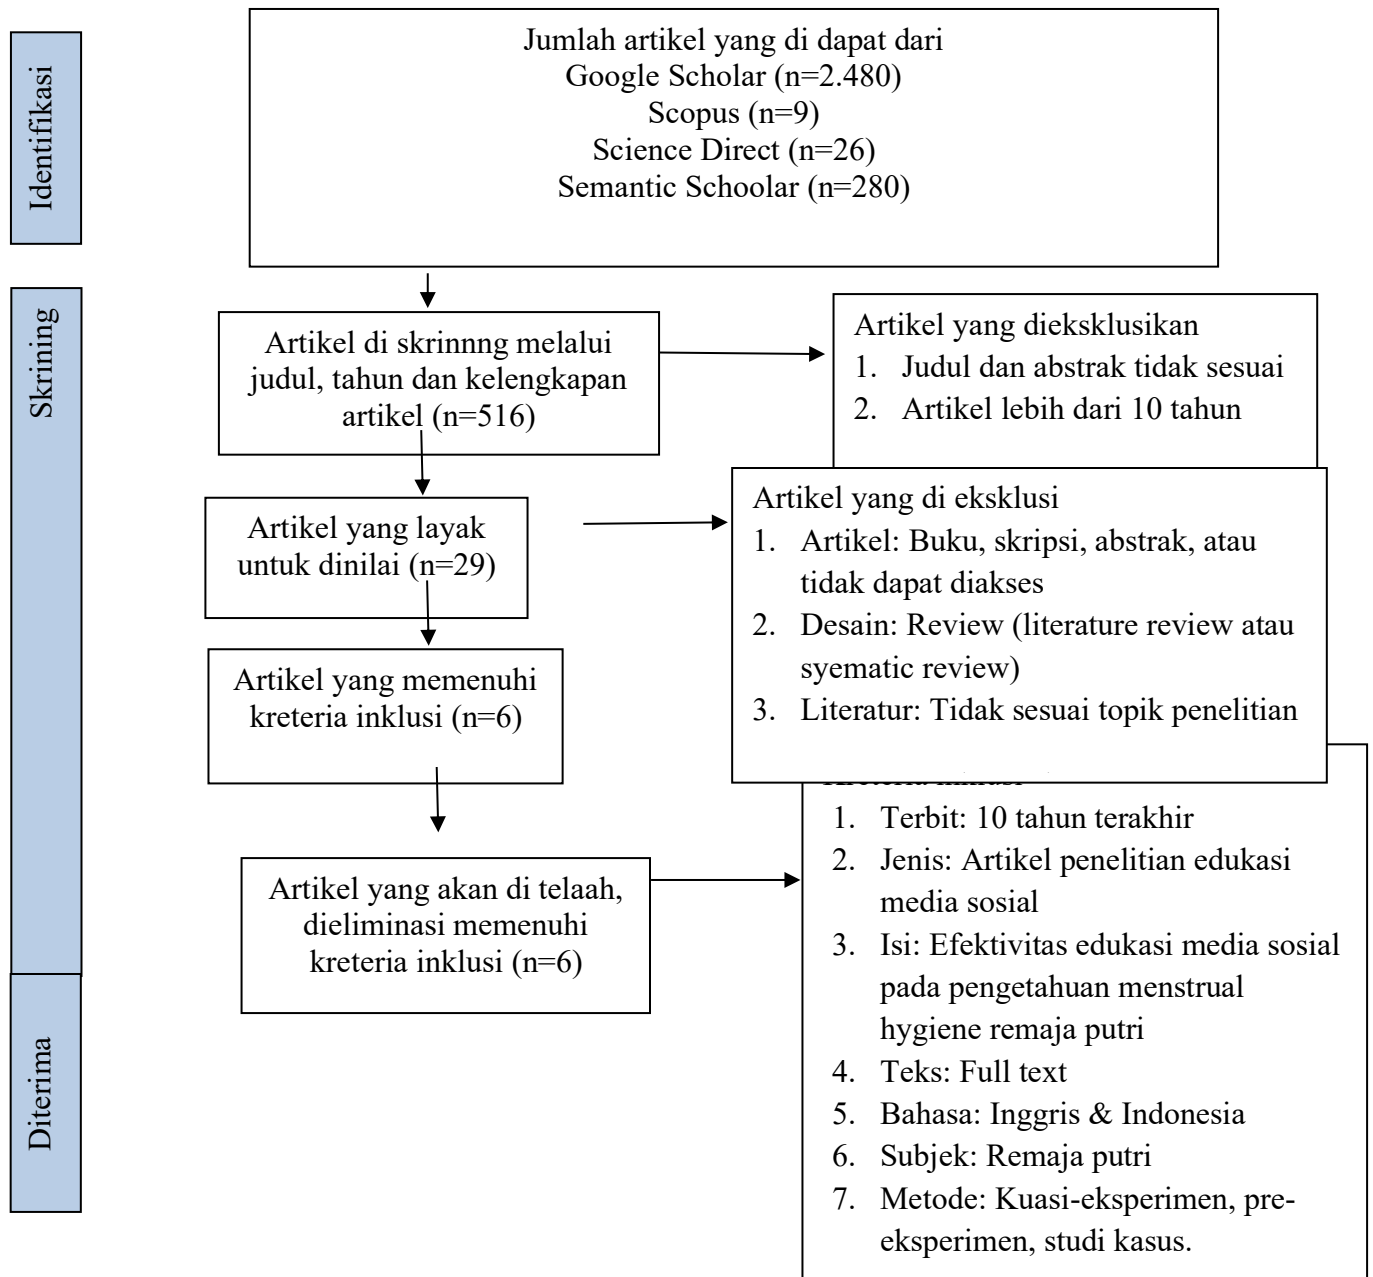 Identifikasi
Jumlah artikel yang di dapat dari
Google Scholar (n=2.480)
Scopus (n=9)
Science Direct (n=26)
Semantic Schoolar (n=280)
Skrining
Artikel di skrinnng melalui
judul, tahun dan kelengkapan
artikel (n=516)
Artikel yang dieksklusikan
1. Judul dan abstrak tidak sesuai
2. Artikel lebih dari 10 tahun
Artikel yang layak
untuk dinilai (n=29)
Artikel yang di eksklusi
1. Artikel: Buku, skripsi, abstrak, atau
tidak dapat diakses
2. Desain: Review (literature review atau
syematic review)
3. Literatur: Tidak sesuai topik penelitian
Artikel yang memenuhi
kreteria inklusi (n=6)
Artikel yang akan di telaah,
dieliminasi memenuhi
kreteria inklusi (n=6)
1. Terbit: 10 tahun terakhir
2. Jenis: Artikel penelitian edukasi
media sosial
3. Isi: Efektivitas edukasi media sosial
pada pengetahuan menstrual
hygiene remaja putri
4. Teks: Full text
5. Bahasa: Inggris & Indonesia
6. Subjek: Remaja putri
7. Metode: Kuasi-eksperimen, pre-
eksperimen, studi kasus.
Diterima